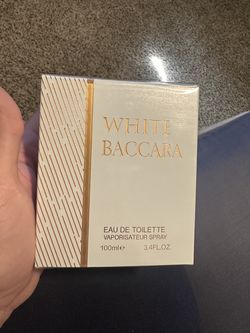 WHITE
BACCARA
EAU DE TOILETTE
VAPORISATEUR SPRAY
100ml℮ 3.4FL.OZ.